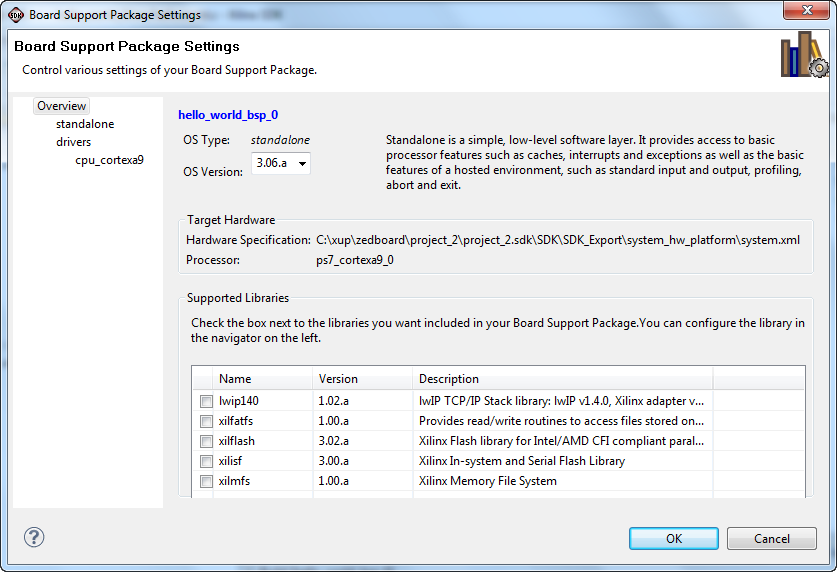 SDK Board Support Package Settings
Board Support Package Settings
Control various settings of your Board Support Package.
Overview
standalone
drivers
cpu_cortexa9
hello_world_bsp_0
OS Type: standalone
OS Version: 3.06.a
Standalone is a simple, low-level software layer. It provides access to basic
processor features such as caches, interrupts and exceptions as well as the basic
features of a hosted environment, such as standard input and output, profiling,
abort and exit.
Target Hardware
Hardware Specification: C:\xup\zedboard\project_2\project_2.sdk\SDK\SDK_Export\system_hw_platform\system.xml
Processor: ps7_cortexa9_0
Supported Libraries
Check the box next to the libraries you want included in your Board Support Package.You can configure the library in
the navigator on the left.
Name Version Description
lwip140 1.02.a lwIP TCP/IP Stack library: lwIP v1.4.0, Xilinx adapter v...
xilfatfs 1.00.a Provides read/write routines to access files stored on...
xilflash 3.02.a Xilinx Flash library for Intel/AMD CFI compliant paral...
xilisf 3.00.a Xilinx In-system and Serial Flash Library
xilmfs 1.00.a Xilinx Memory File System
?
OK Cancel